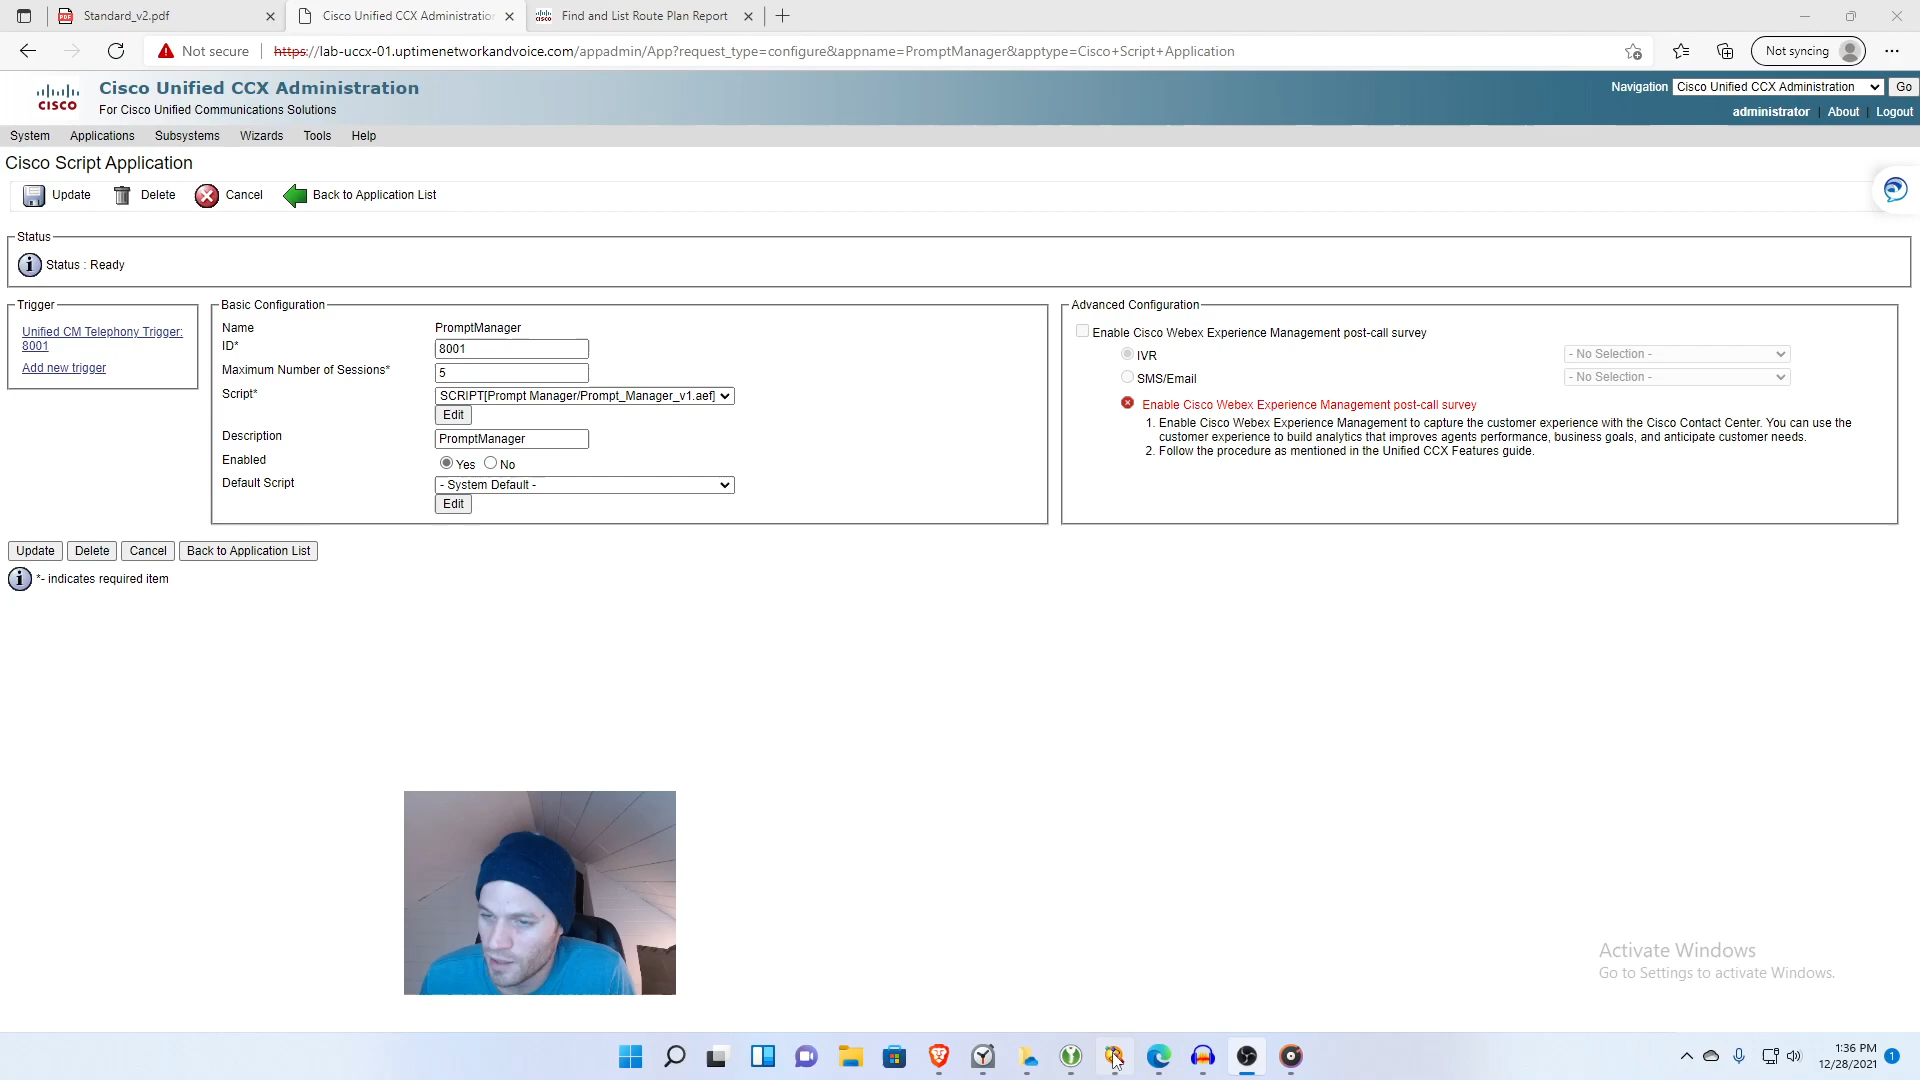 Standard_v2.pdf
Cisco Unified CCX Administration
Find and List Route Plan Report
Not secure
https://lab-uccx-01.uptimenetworkandvoice.com/appadmin/App?request_type=configure&appname=PromptManager&apptype=Cisco+Script+Application
Not syncing
CISCO
Cisco Unified CCX Administration
For Cisco Unified Communications Solutions
Navigation Cisco Unified CCX Administration Go
administrator | About | Logout
System Applications Subsystems Wizards Tools Help
Cisco Script Application
Update Delete Cancel Back to Application List
Status
Status : Ready
Trigger
Unified CM Telephony Trigger:
8001
Add new trigger
Basic Configuration
Name PromptManager
ID* 8001
Maximum Number of Sessions* 5
Script* SCRIPT[Prompt Manager/Prompt_Manager_v1.aef]
Edit
Description PromptManager
Enabled Yes No
Default Script - System Default -
Edit
Advanced Configuration
Enable Cisco Webex Experience Management post-call survey
IVR - No Selection -
SMS/Email - No Selection -
Enable Cisco Webex Experience Management post-call survey
1. Enable Cisco Webex Experience Management to capture the customer experience with the Cisco Contact Center. You can use the
customer experience to build analytics that improves agents performance, business goals, and anticipate customer needs.
2. Follow the procedure as mentioned in the Unified CCX Features guide.
Update Delete Cancel Back to Application List
*- indicates required item
Activate Windows
Go to Settings to activate Windows.
1:36 PM
12/28/2021
1